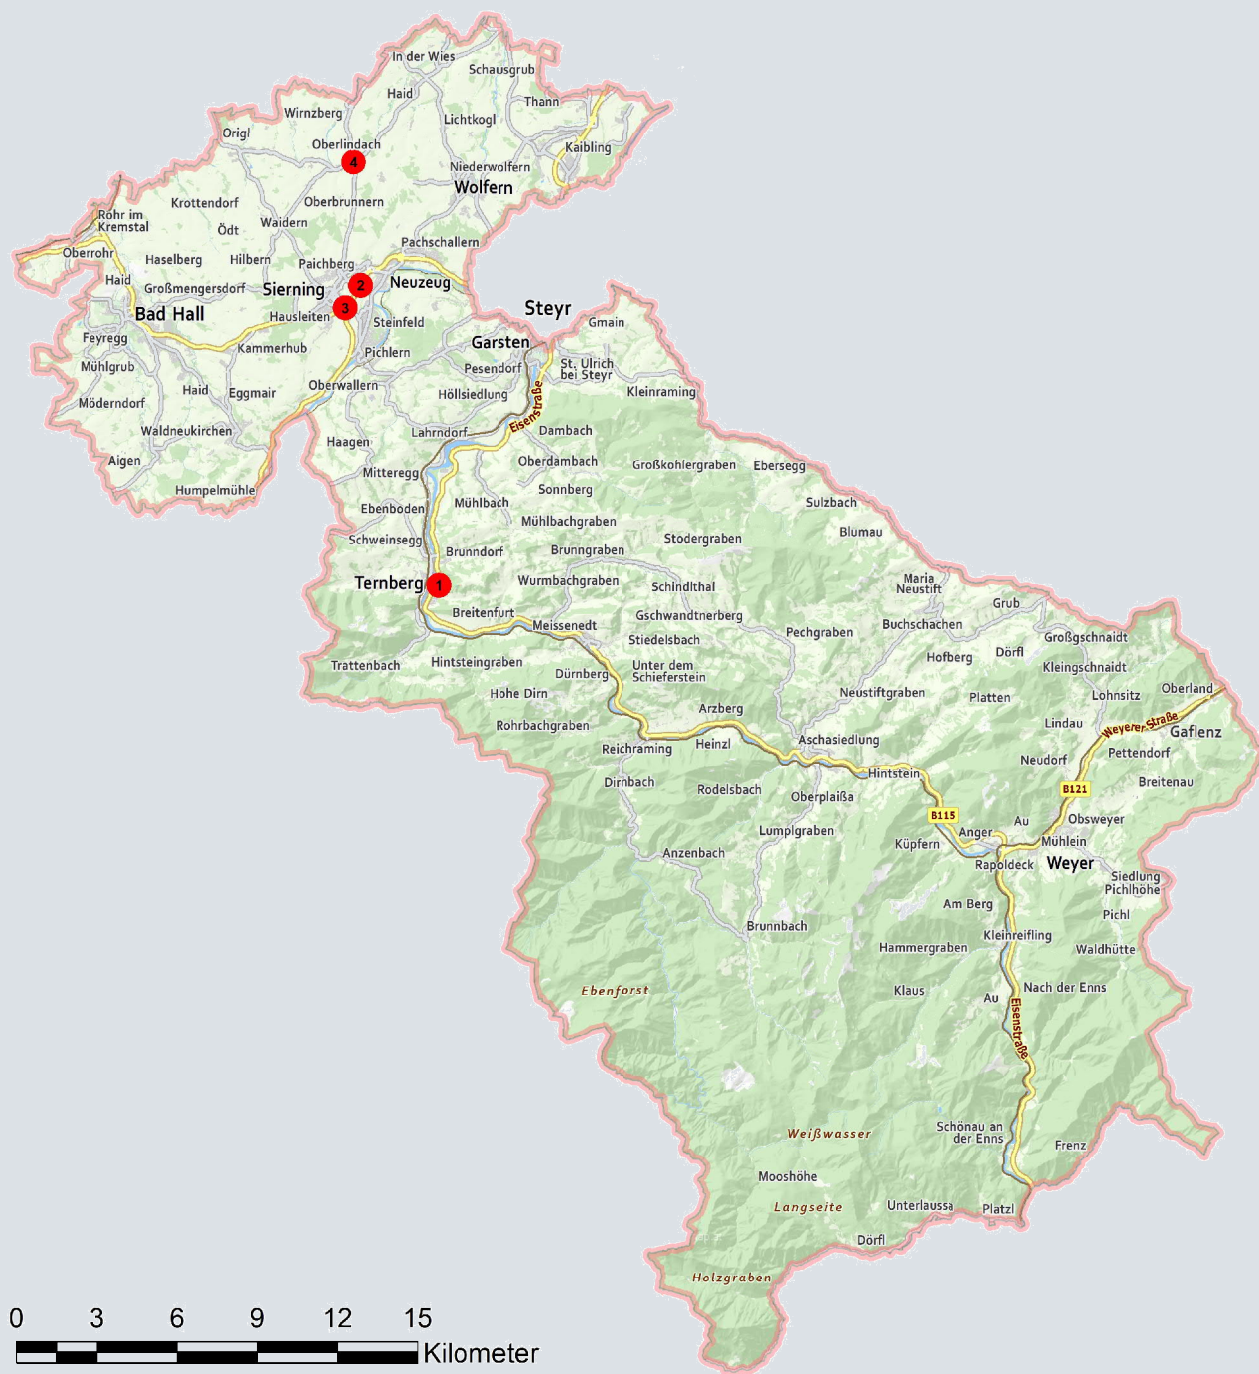 In der Wies
Schausgrub
Haid
Thann
Wirnzberg
Lichtkogl
Origl
Oberlindach
Kaibling
4
Niederwolfern
Wolfern
Krottendorf
Oberbrunnern
Rohr im
Kremstal
Waidern
Ödt
Pachschallern
Oberrohr
Haselberg
Hilbern
Paichberg
Haid
Großmengersdorf
Sierning
2
Neuzeug
Bad Hall
Hausleiten
3
Steinfeld
Steyr
Gmain
Feyregg
Kammerhub
Pichlern
Garsten
Mühlgrub
Pesendorf
St. Ulrich
bei Steyr
Oberwallern
Haid
Eggmair
Höllsiedlung
Kleinraming
Möderndorf
Eisenstraße
Waldneukirchen
Haagen
Lahrndorf
Dambach
Aigen
Mitteregg
Oberdambach
Großkohlergraben
Ebersegg
Humpelmühle
Sonnberg
Ebenboden
Mühlbach
Sulzbach
Mühlbachgraben
Schweinsegg
Stodergraben
Blumau
Brunndorf
Brunngraben
Ternberg
1
Wurmbachgraben
Schindlthal
Maria
Neustift
Breitenfurt
Meissenedt
Gschwandtnerberg
Grub
Pechgraben
Buchschachen
Stiedelsbach
Großgschnaidt
Trattenbach
Hintsteingraben
Dürnberg
Unter dem
Schieferstein
Hofberg
Dörfl
Kleingschnaidt
Hohe Dirn
Neustiftgraben
Platten
Lohnsitz
Oberland
Rohrbachgraben
Arzberg
Lindau
Weyerer Straße
Gaflenz
Reichraming
Heinzl
Aschasiedlung
Neudorf
Pettendorf
Dirnbach
Rodelsbach
Oberplaißa
Hintstein
Breitenau
B121
B115
Au
Obsweyer
Lumplgraben
Anger
Küpfern
Mühlein
Anzenbach
Rapoldeck
Weyer
Siedlung
Pichlhöhe
Am Berg
Pichl
Brunnbach
Kleinreifling
Hammergraben
Waldhütte
Ebenforst
Klaus
Au
Nach der Enns
Eisenstraße
Weißwasser
Schönau an
der Enns
Frenz
Mooshöhe
Langseite
Unterlaussa
Platzl
Dörfl
Holzgraben
0 3 6 9 12 15
Kilometer